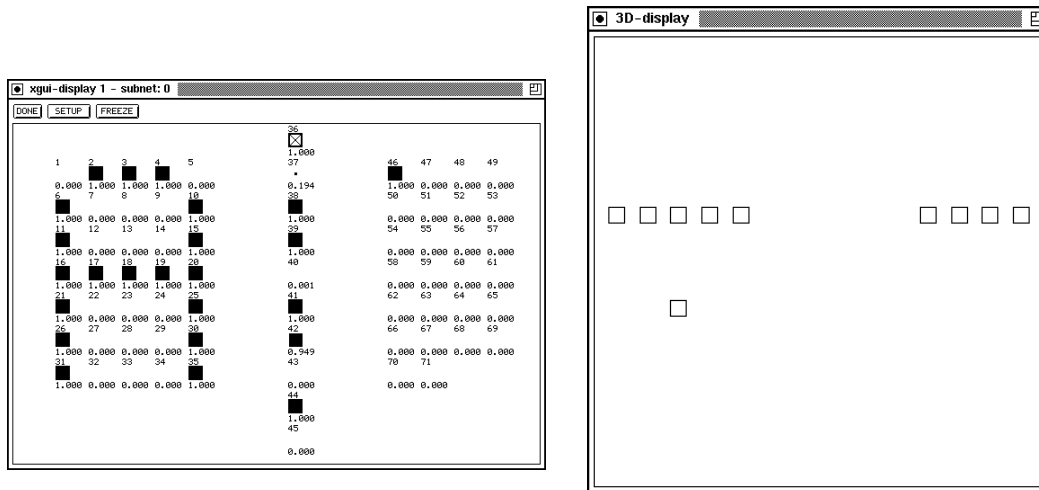 3D-display
xgui-display 1 - subnet: 0
DONE SETUP FREEZE
36
1.000
1 2 3 4 5 37 46 47 48 49
0.000 1.000 1.000 1.000 0.000 0.194 1.000 0.000 0.000 0.000
6 7 8 9 10 38 50 51 52 53
1.000 0.000 0.000 0.000 1.000 1.000 0.000 0.000 0.000 0.000
11 12 13 14 15 39 54 55 56 57
1.000 0.000 0.000 0.000 1.000 1.000 0.000 0.000 0.000 0.000
16 17 18 19 20 40 58 59 60 61
1.000 1.000 1.000 1.000 1.000 0.001 0.000 0.000 0.000 0.000
21 22 23 24 25 41 62 63 64 65
1.000 0.000 0.000 0.000 1.000 1.000 0.000 0.000 0.000 0.000
26 27 28 29 30 42 66 67 68 69
1.000 0.000 0.000 0.000 1.000 0.949 0.000 0.000 0.000 0.000
31 32 33 34 35 43 70 71
1.000 0.000 0.000 0.000 1.000 0.000 0.000 0.000
44
1.000
45
0.000